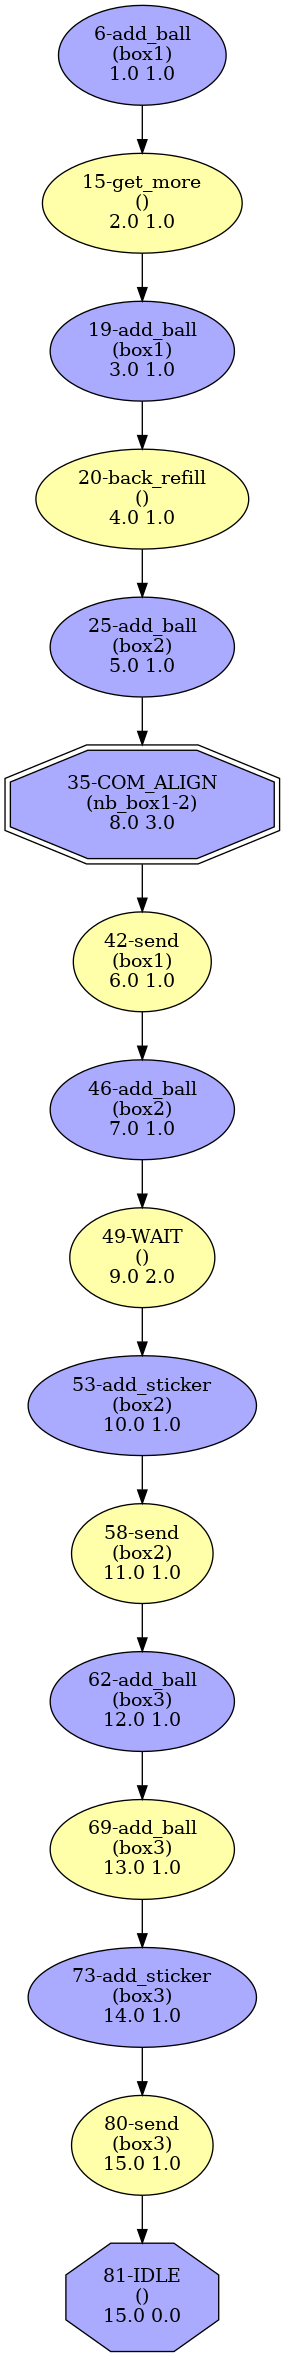 6-add_ball
(box1)
1.0 1.0
15-get_more
()
2.0 1.0
19-add_ball
(box1)
3.0 1.0
20-back_refill
()
4.0 1.0
25-add_ball
(box2)
5.0 1.0
35-COM_ALIGN
(nb_box1-2)
8.0 3.0
42-send
(box1)
6.0 1.0
46-add_ball
(box2)
7.0 1.0
49-WAIT
()
9.0 2.0
53-add_sticker
(box2)
10.0 1.0
58-send
(box2)
11.0 1.0
62-add_ball
(box3)
12.0 1.0
69-add_ball
(box3)
13.0 1.0
73-add_sticker
(box3)
14.0 1.0
80-send
(box3)
15.0 1.0
81-IDLE
()
15.0 0.0